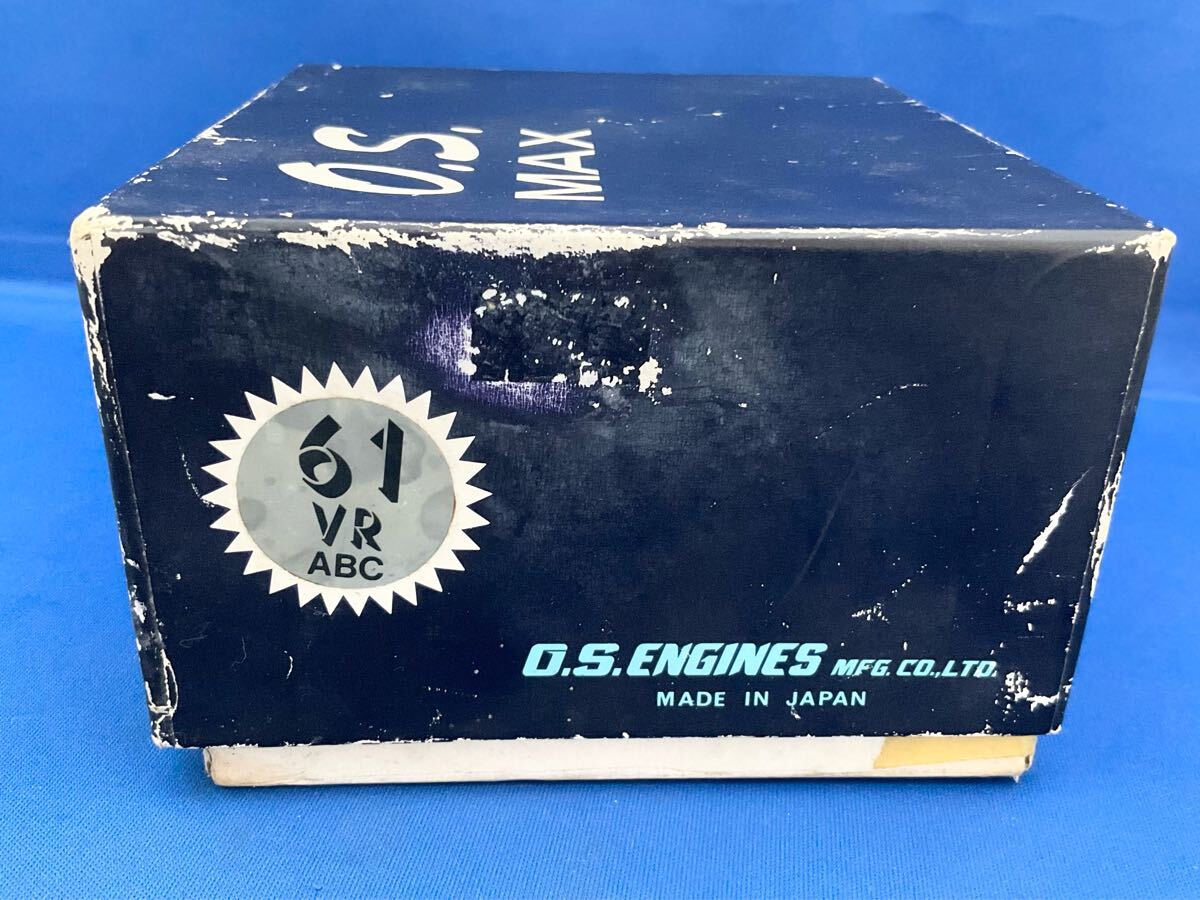 O.S.
MAX
61
VR
ABC
O.S.ENGINES MFG. CO.,LTD.
MADE IN JAPAN